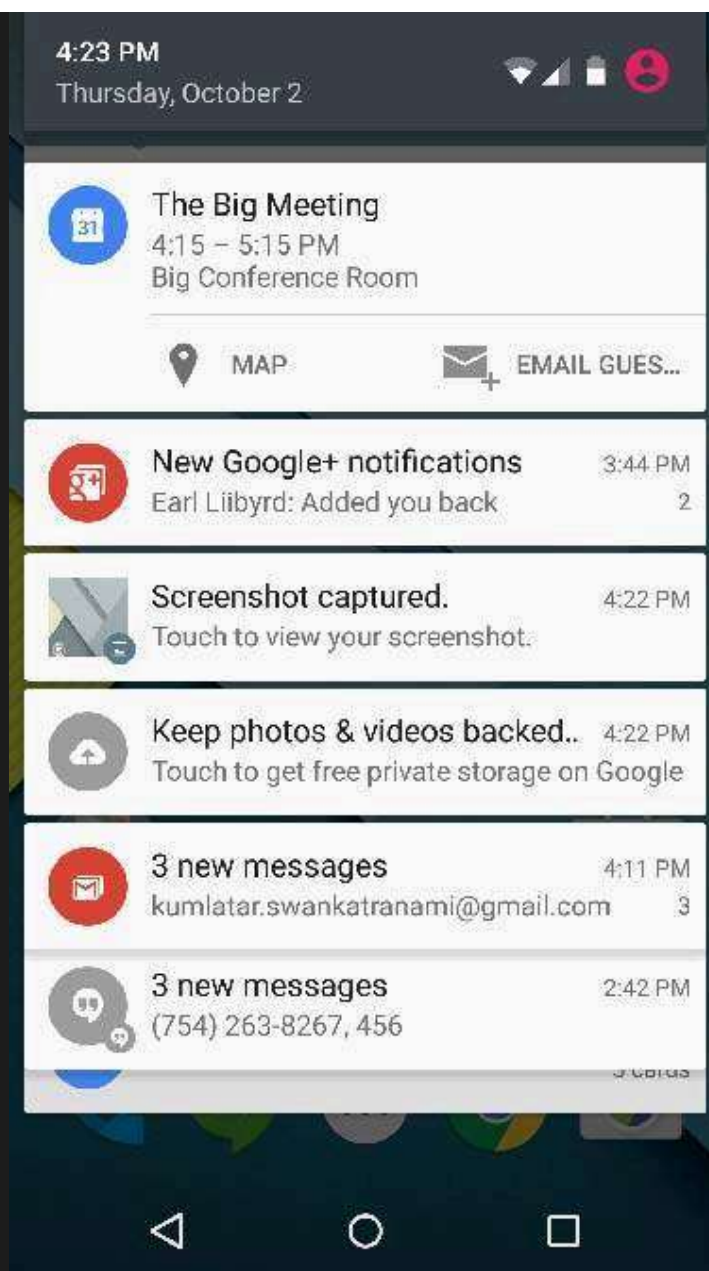 4:23 PM
Thursday, October 2
31
The Big Meeting
4:15 – 5:15 PM
Big Conference Room
MAP
EMAIL GUES...
New Google+ notifications
3:44 PM
Earl Liibyrd: Added you back
2
Screenshot captured.
4:22 PM
Touch to view your screenshot.
Keep photos & videos backed..
4:22 PM
Touch to get free private storage on Google
3 new messages
4:11 PM
kumlatar.swankatranami@gmail.com
3
3 new messages
2:42 PM
(754) 263-8267, 456
cards